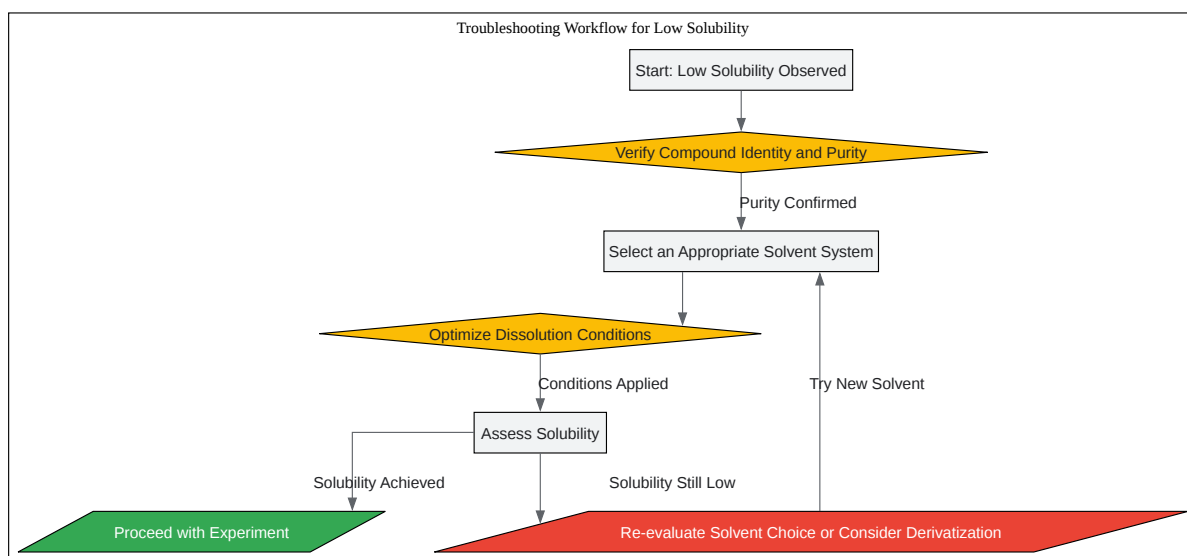 Troubleshooting Workflow for Low Solubility
Start: Low Solubility Observed
Verify Compound Identity and Purity
Purity Confirmed
Select an Appropriate Solvent System
Optimize Dissolution Conditions
Conditions Applied
Try New Solvent
Assess Solubility
Solubility Achieved
Solubility Still Low
Proceed with Experiment
Re-evaluate Solvent Choice or Consider Derivatization